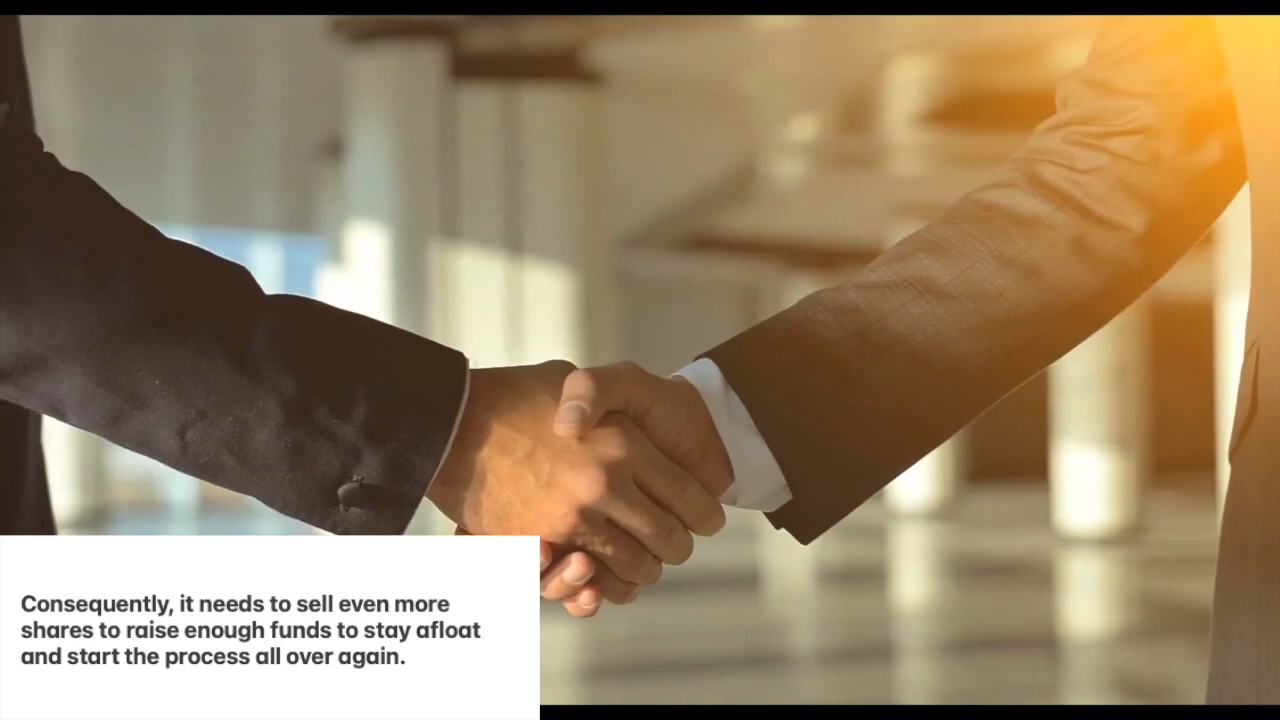 Consequently, it needs to sell even more
shares to raise enough funds to stay afloat
and start the process all over again.